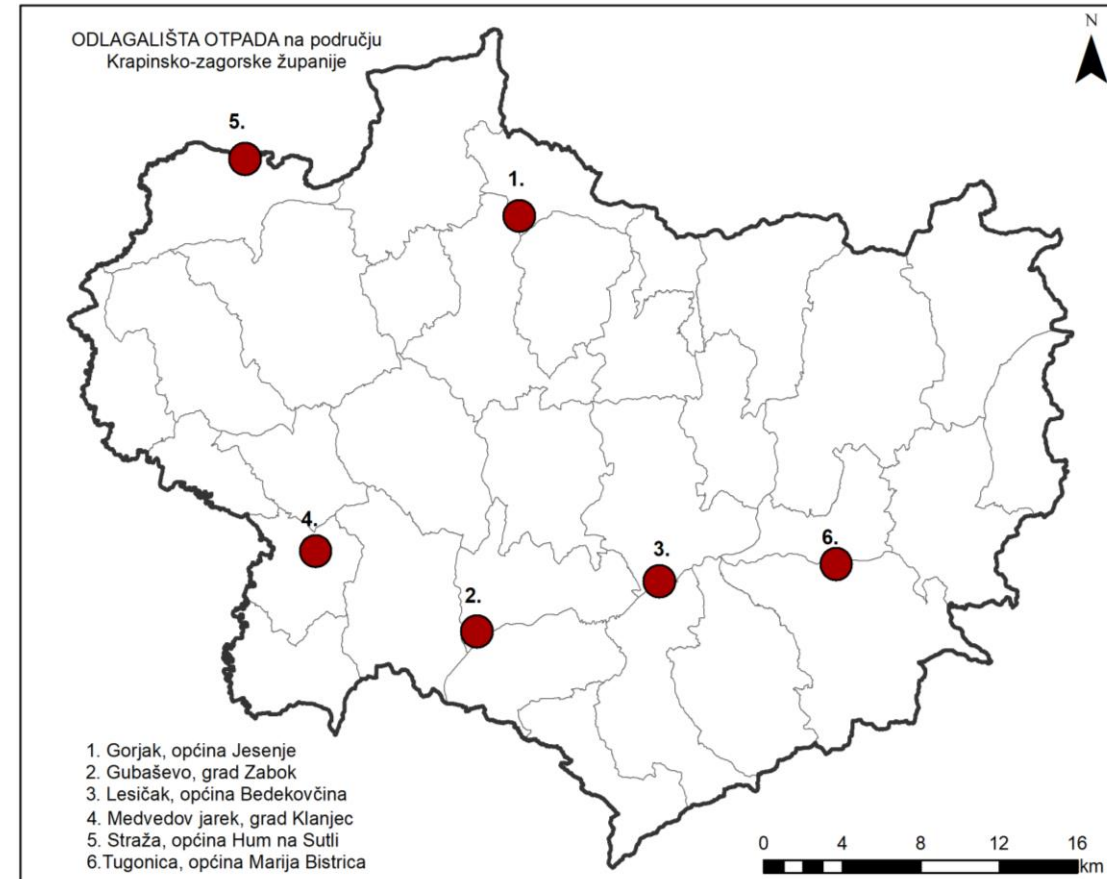 ODLAGALIŠTA OTPADA na području
Krapinsko-zagorske županije
N
5.
1.
4.
3.
6.
2.
1. Gorjak, općina Jesenje
2. Gubaševo, grad Zabok
3. Lesičak, općina Bedekovčina
4. Medvedov jarek, grad Klanjec
5. Straža, općina Hum na Sutli
6.Tugonica, općina Marija Bistrica
0 4 8 12 16
km